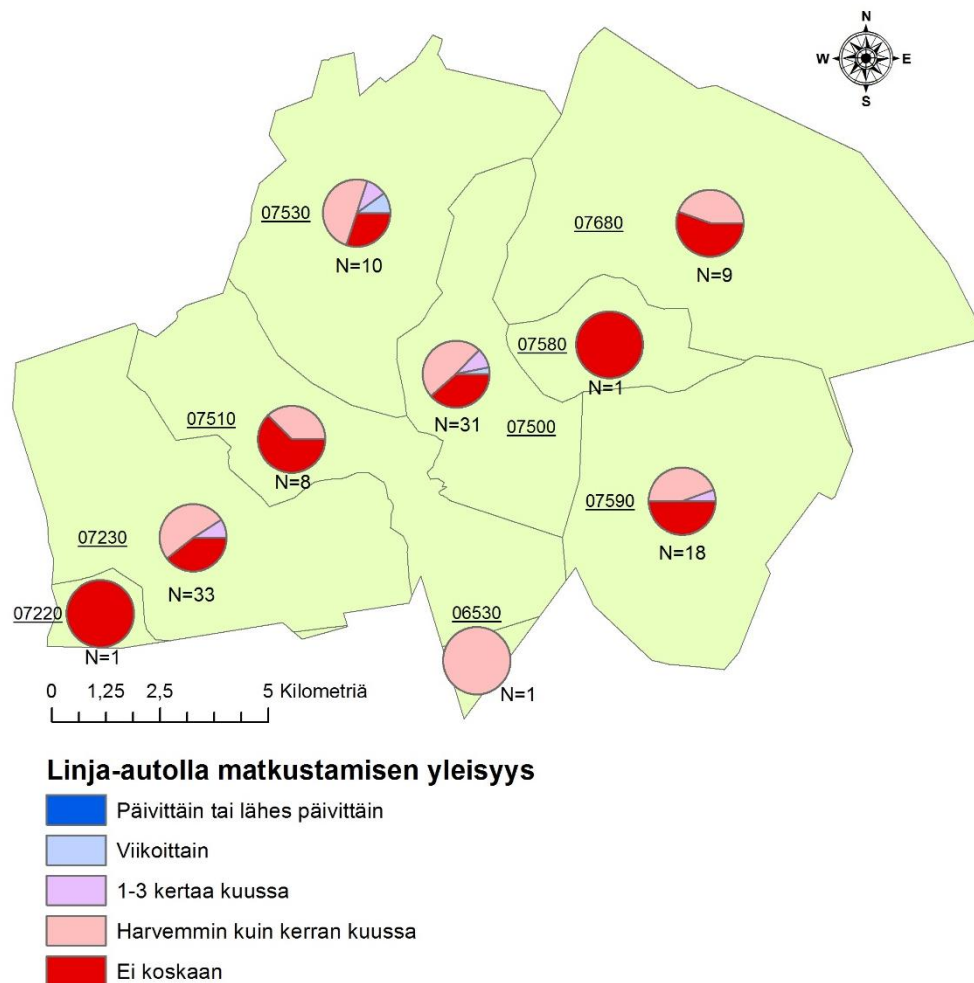 N
W E
S
07530
N=10
07680
N=9
07580
N=1
N=31
07500
07510
N=8
07590
N=18
07230
N=33
07220
N=1
06530
N=1
0 1,25 2,5 5 Kilometriä
Linja-autolla matkustamisen yleisyys
Päivittäin tai lähes päivittäin
Viikoittain
1-3 kertaa kuussa
Harvemmin kuin kerran kuussa
Ei koskaan